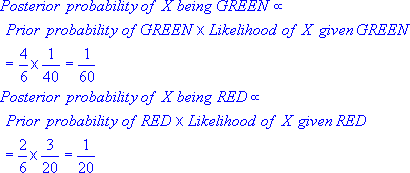 Posterior probability of X being GREEN ∝
Prior probability of GREEN × Likelihood of X given GREEN
= 4/6 × 1/40 = 1/60
Posterior probability of X being RED ∝
Prior probability of RED × Likelihood of X given RED
= 2/6 × 3/20 = 1/20